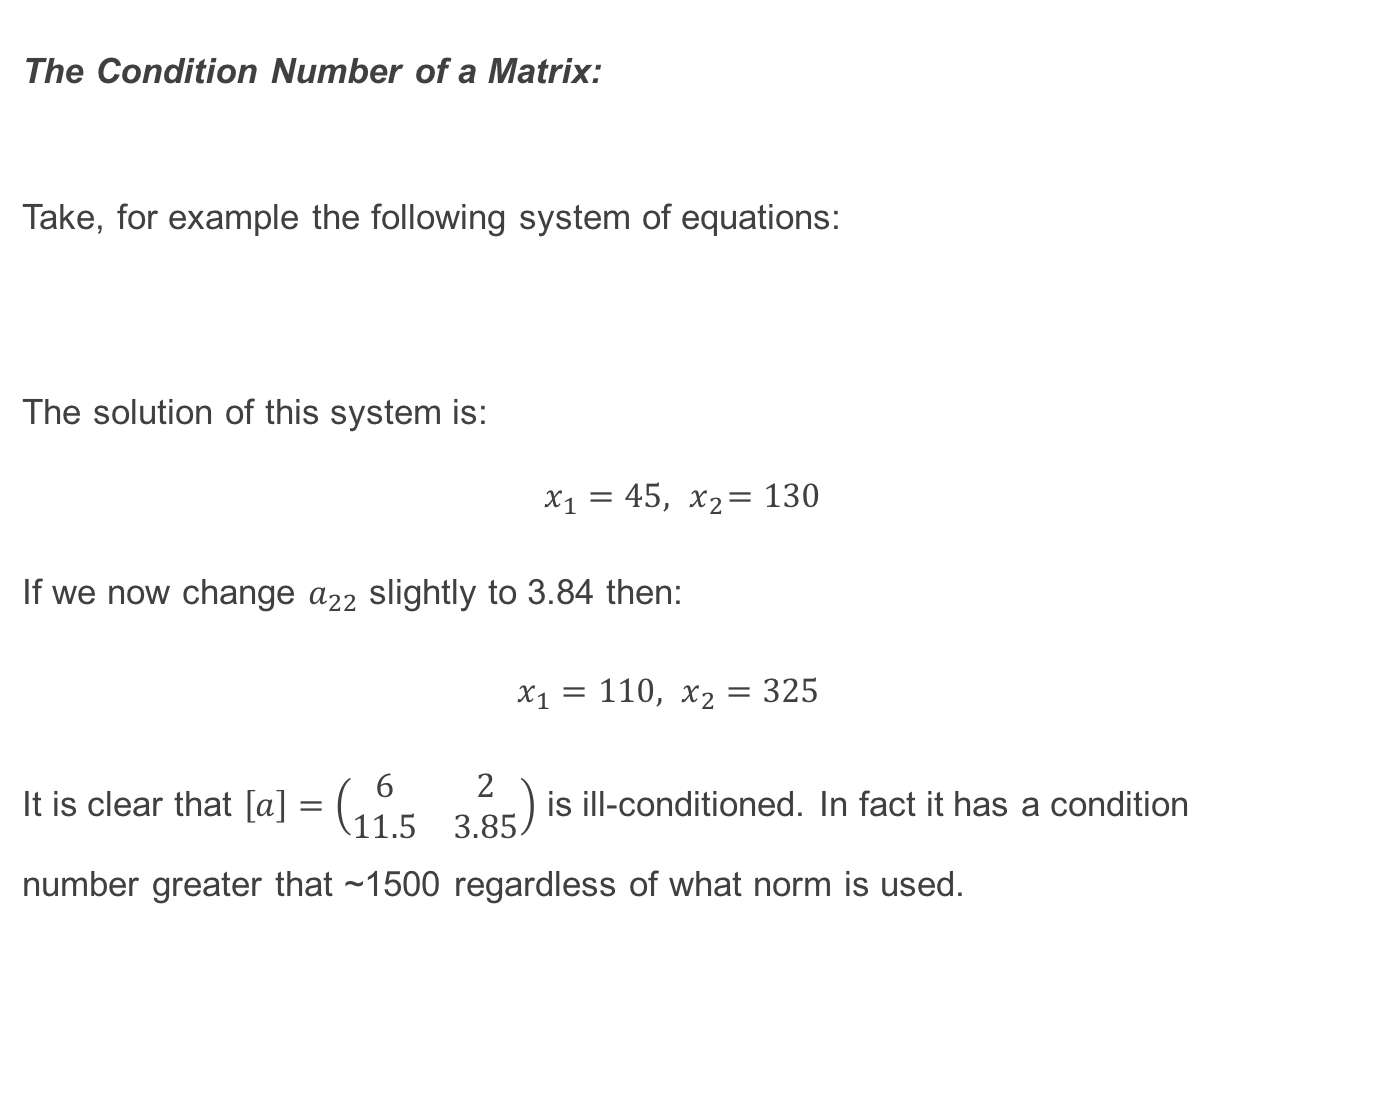 The Condition Number of a Matrix:
Take, for example the following system of equations:
The solution of this system is:
𝑥₁ = 45, 𝑥₂= 130
If we now change 𝑎₂₂ slightly to 3.84 then:
𝑥₁ = 110, 𝑥₂ = 325
It is clear that [𝑎] = (6 2
11.5 3.85) is ill-conditioned. In fact it has a condition
number greater that ~1500 regardless of what norm is used.